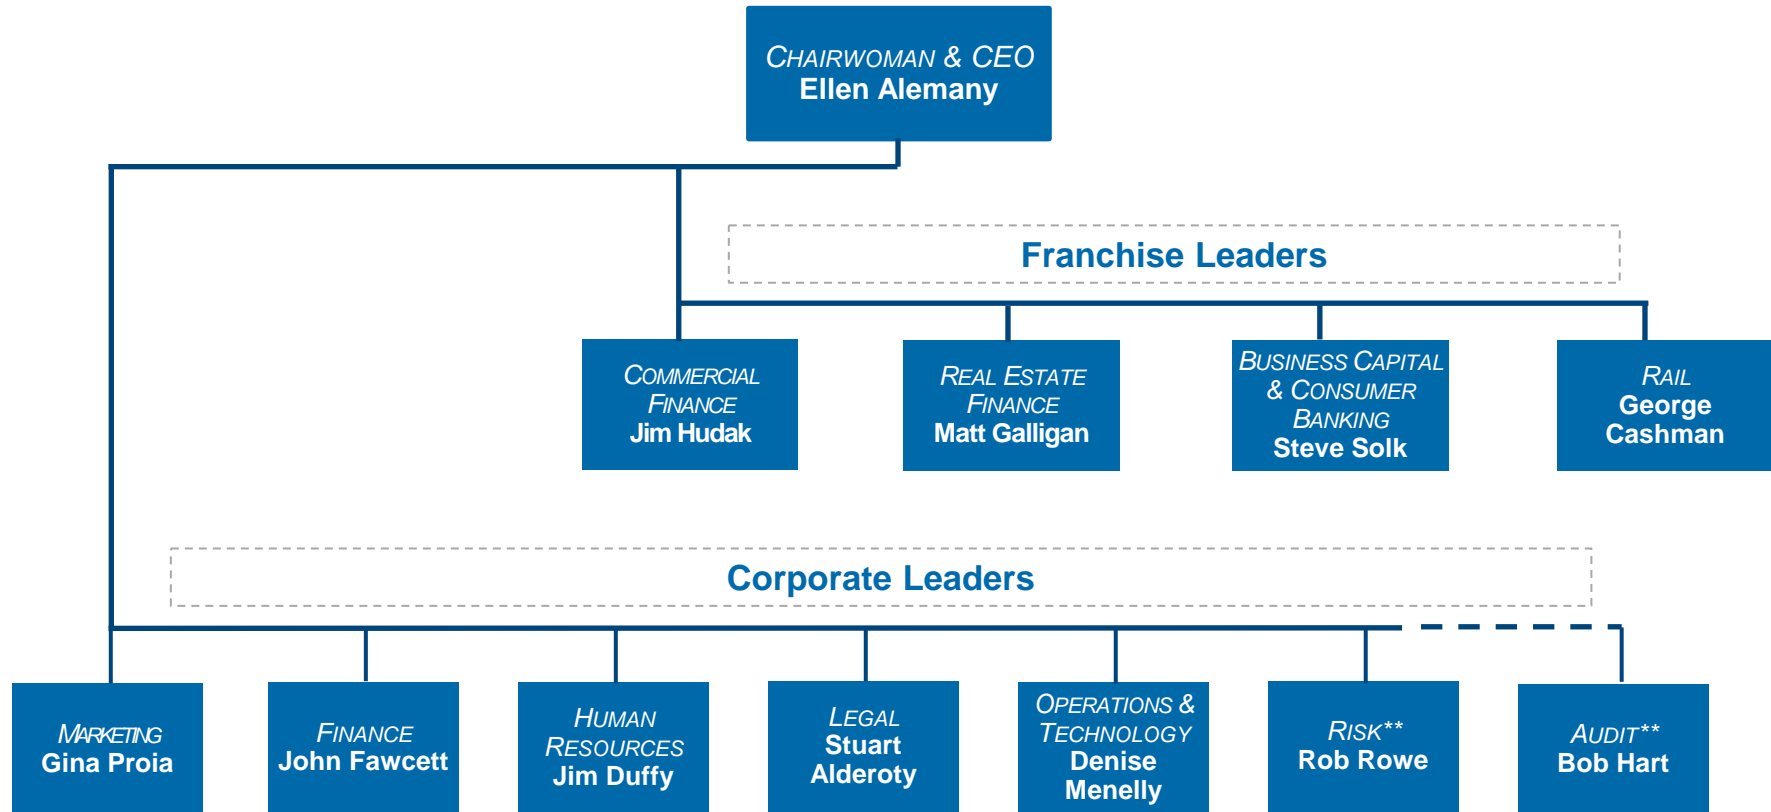 CHAIRWOMAN & CEO
Ellen Alemany
Franchise Leaders
COMMERCIAL
FINANCE
Jim Hudak
REAL ESTATE
FINANCE
Matt Galligan
BUSINESS CAPITAL
& CONSUMER
BANKING
Steve Solk
RAIL
George
Cashman
Corporate Leaders
MARKETING
Gina Proia
FINANCE
John Fawcett
HUMAN
RESOURCES
Jim Duffy
LEGAL
Stuart
Alderoty
OPERATIONS &
TECHNOLOGY
Denise
Menelly
RISK**
Rob Rowe
AUDIT**
Bob Hart